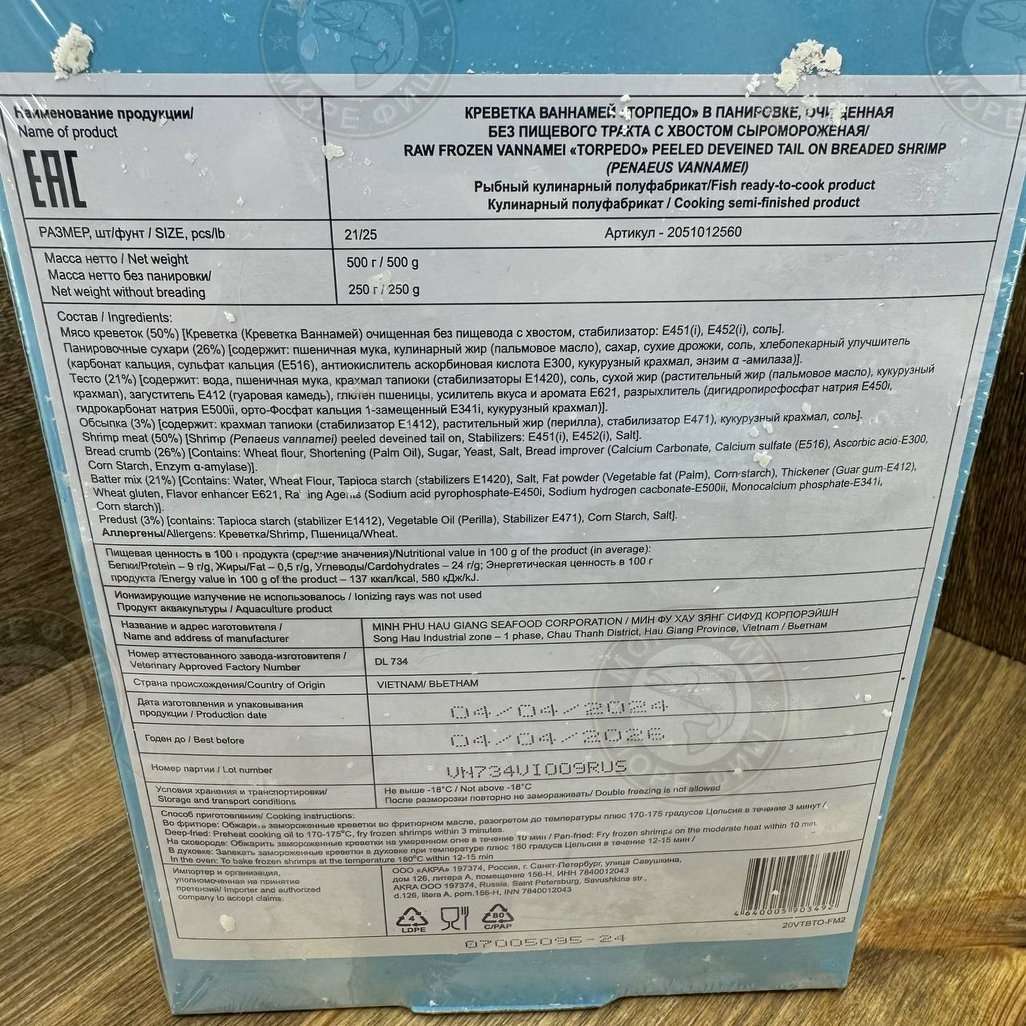 Наименование продукции/
Name of product
EAC
КРЕВЕТКА ВАННАМЕЙ «ТОРПЕДО» В ПАНИРОВКЕ, ОЧИЩЕННАЯ
БЕЗ ПИЩЕВОГО ТРАКТА С ХВОСТОМ СЫРОМОРОЖЕНАЯ/
RAW FROZEN VANNAMEI «TORPEDO» PEELED DEVEINED TAIL ON BREADED SHRIMP
(PENAEUS VANNAMEI)
Рыбный кулинарный полуфабрикат/Fish ready-to-cook product
Кулинарный полуфабрикат / Cooking semi-finished product
РАЗМЕР, шт/фунт / SIZE, pcs/lb 21/25 Артикул - 2051012560
Масса нетто / Net weight 500 г / 500 g
Масса нетто без панировки/
Net weight without breading 250 г / 250 g
Состав / Ingredients:
Мясо креветок (50%) [Креветка (Креветка Ваннамей) очищенная без пищевода с хвостом, стабилизатор: E451(i), E452(i), соль].
Панировочные сухари (26%) [содержит: пшеничная мука, кулинарный жир (пальмовое масло), сахар, сухие дрожжи, соль, хлебопекарный улучшитель
(карбонат кальция, сульфат кальция (E516), антиокислитель аскорбиновая кислота E300, кукурузный крахмал, энзим α -амилаза)].
Тесто (21%) [содержит: вода, пшеничная мука, крахмал тапиоки (стабилизаторы E1420), соль, сухой жир (растительный жир (пальмовое масло), кукурузный
крахмал), загуститель E412 (гуаровая камедь), глютен пшеницы, усилитель вкуса и аромата E621, разрыхлитель (дигидропирофосфат натрия E450i,
гидрокарбонат натрия E500ii, орто-Фосфат кальция 1-замещенный E341i, кукурузный крахмал)].
Обсыпка (3%) [содержит: крахмал тапиоки (стабилизатор E1412), растительный жир (перилла), стабилизатор E471), кукурузный крахмал, соль].
Shrimp meat (50%) [Shrimp (Penaeus vannamei) peeled deveined tail on, Stabilizers: E451(i), E452(i), Salt].
Bread crumb (26%) [Contains: Wheat flour, Shortening (Palm Oil), Sugar, Yeast, Salt, Bread improver (Calcium Carbonate, Calcium sulfate (E516), Ascorbic acid-E300,
Corn Starch, Enzym α-amylase)].
Batter mix (21%) [Contains: Water, Wheat Flour, Tapioca starch (stabilizers E1420), Salt, Fat powder (Vegetable fat (Palm), Corn starch), Thickener (Guar gum-E412),
Wheat gluten, Flavor enhancer E621, Raising Agents (Sodium acid pyrophosphate-E450i, Sodium hydrogen cacbonate-E500ii, Monocalcium phosphate-E341i,
Corn starch)].
Predust (3%) [contains: Tapioca starch (stabilizer E1412), Vegetable Oil (Perilla), Stabilizer E471), Corn Starch, Salt].
Аллергены/Allergens: Креветка/Shrimp, Пшеница/Wheat.
Пищевая ценность в 100 г продукта (средние значения)/Nutritional value in 100 g of the product (in average):
Белки/Protein – 9 г/g, Жиры/Fat – 0,5 г/g, Углеводы/Cardohydrates – 24 г/g; Энергетическая ценность в 100 г
продукта /Energy value in 100 g of the product – 137 ккал/kcal, 580 кДж/kJ.
Ионизирующие излучение не использовалось / Ionizing rays was not used
Продукт аквакультуры / Aquaculture product
Название и адрес изготовителя /
Name and address of manufacturer
MINH PHU HAU GIANG SEAFOOD CORPORATION / МИН ФУ ХАУ ЗЯНГ СИФУД КОРПОРЭЙШН
Song Hau Industrial zone – 1 phase, Chau Thanh District, Hau Giang Province, Vietnam / Вьетнам
Номер аттестованного завода-изготовителя /
Veterinary Approved Factory Number DL 734
Страна происхождения/Country of Origin VIETNAM/ ВЬЕТНАМ
Дата изготовления и упаковывания
продукции / Production date 04/04/2024
Годен до / Best before 04/04/2026
Номер партии / Lot number VN734VI009RUS
Условия хранения и транспортировки/
Storage and transport conditions
Не выше -18°C/ Not above -18°C
После разморозки повторно не замораживать/ Double freezing is not allowed
Способ приготовления/ Cooking instructions:
Во фритюре: Обжарить замороженные креветки во фритюрном масле, разогретом до температуры плюс 170-175 градусов Цельсия в течение 3 минут /
Deep-fried: Preheat cooking oil to 170-175°C, fry frozen shrimps within 3 minutes.
На сковороде: Обжарить замороженные креветки на умеренном огне в течение 10 мин / Pan-fried: Fry frozen shrimps on the moderate heat within 10 min.
В духовке: Запекать замороженные креветки в духовке при температуре плюс 180 градусов Цельсия в течение 12-15 мин /
In the oven: To bake frozen shrimps at the temperature 180°C within 12-15 min
Импортер и организация,
уполномоченная на принятие
претензий/ Importer and authorized
company to accept claims.
ООО «АКРА» 197374, Россия, г. Санкт-Петербург, улица Савушкина,
дом 126, литера А, помещение 156-Н. ИНН 7840012043
AKRA OOO 197374, Russia, Saint Petersburg, Savushkina str.,
d.126, litera A, pom.156-H, INN 7840012043
4 LDPE
80 C/PAP
4640005903495
20VTBTO-FM2
07005095-24
МОРЕ ФИШ
МОРЕ ФИШ